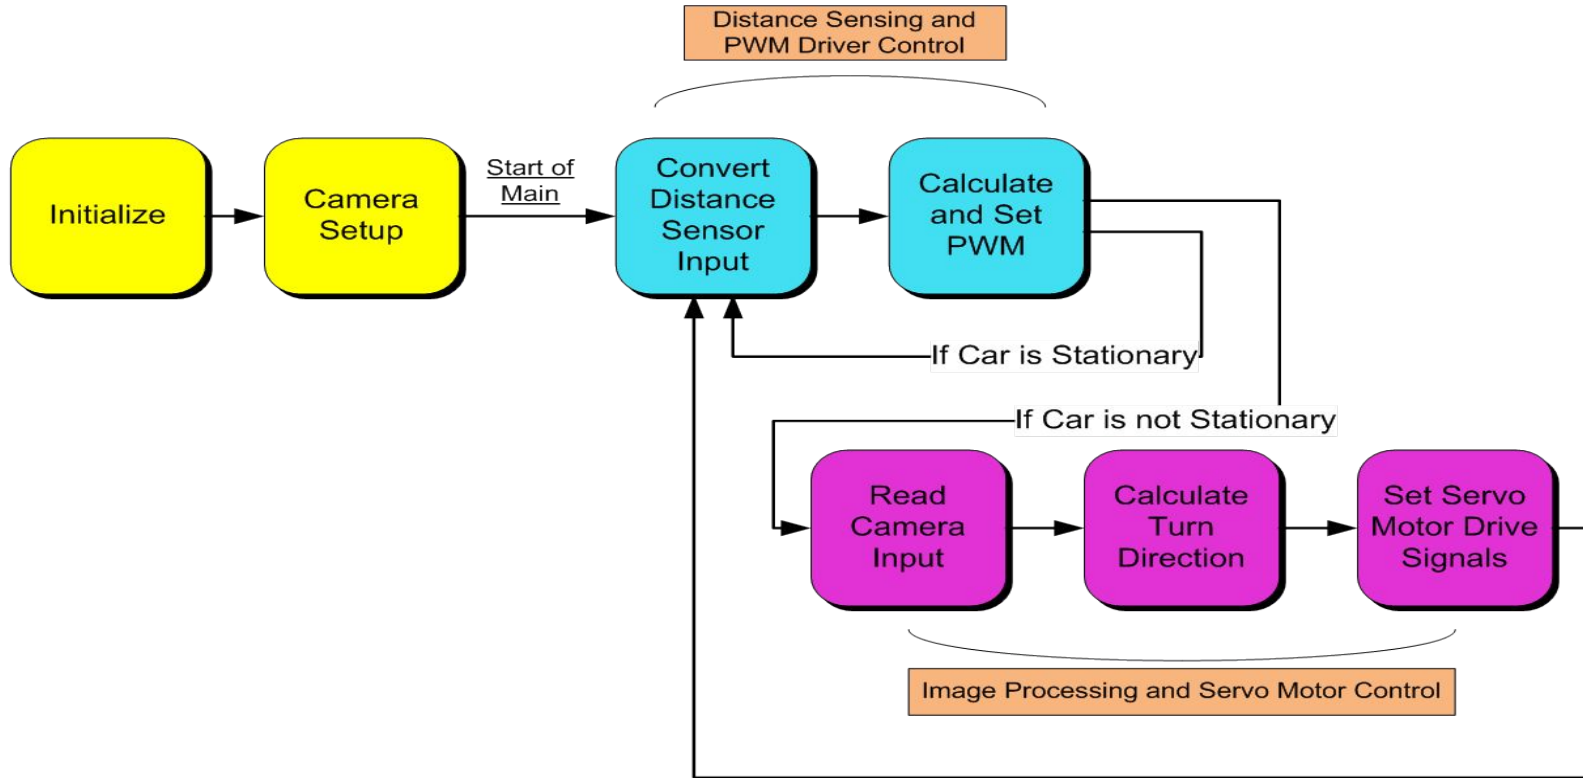 Distance Sensing and
PWM Driver Control
Initialize
Camera
Setup
Start of
Main
Convert
Distance
Sensor
Input
Calculate
and Set
PWM
If Car is Stationary
If Car is not Stationary
Read
Camera
Input
Calculate
Turn
Direction
Set Servo
Motor Drive
Signals
Image Processing and Servo Motor Control